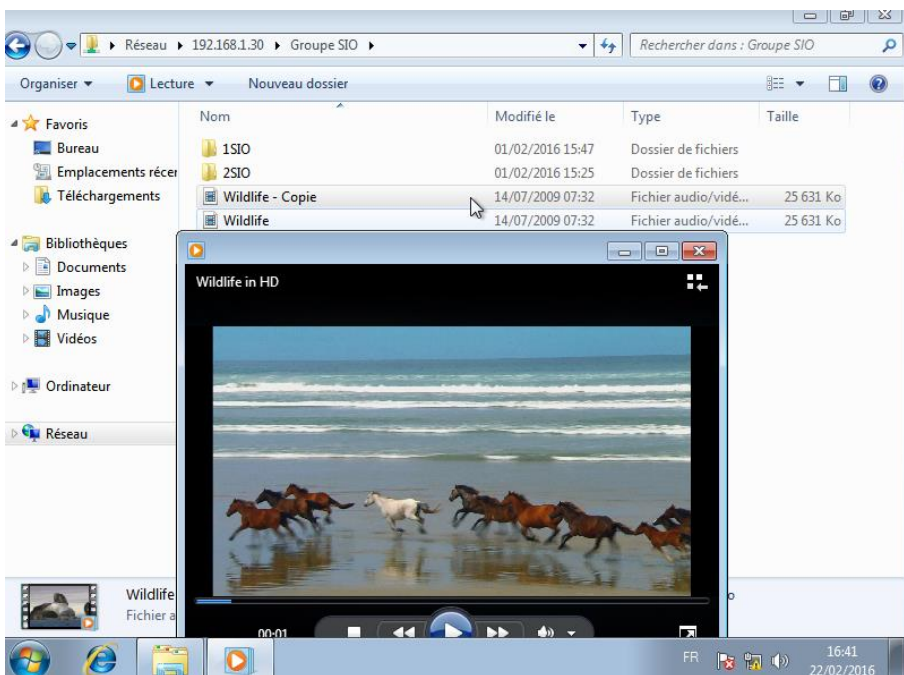 Réseau 192.168.1.30 Groupe SIO
Rechercher dans : Groupe SIO
Organiser Lecture Nouveau dossier
Nom Modifié le Type Taille
Favoris
Bureau
Emplacements récer
Téléchargements
Bibliothèques
Documents
Images
Musique
Vidéos
Ordinateur
Réseau
1SIO 01/02/2016 15:47 Dossier de fichiers
2SIO 01/02/2016 15:25 Dossier de fichiers
Wildlife - Copie 14/07/2009 07:32 Fichier audio/vidé... 25 631 Ko
Wildlife 14/07/2009 07:32 Fichier audio/vidé... 25 631 Ko
Wildlife in HD
00:01
Wildlife
Fichier a
FR
16:41
22/02/2016